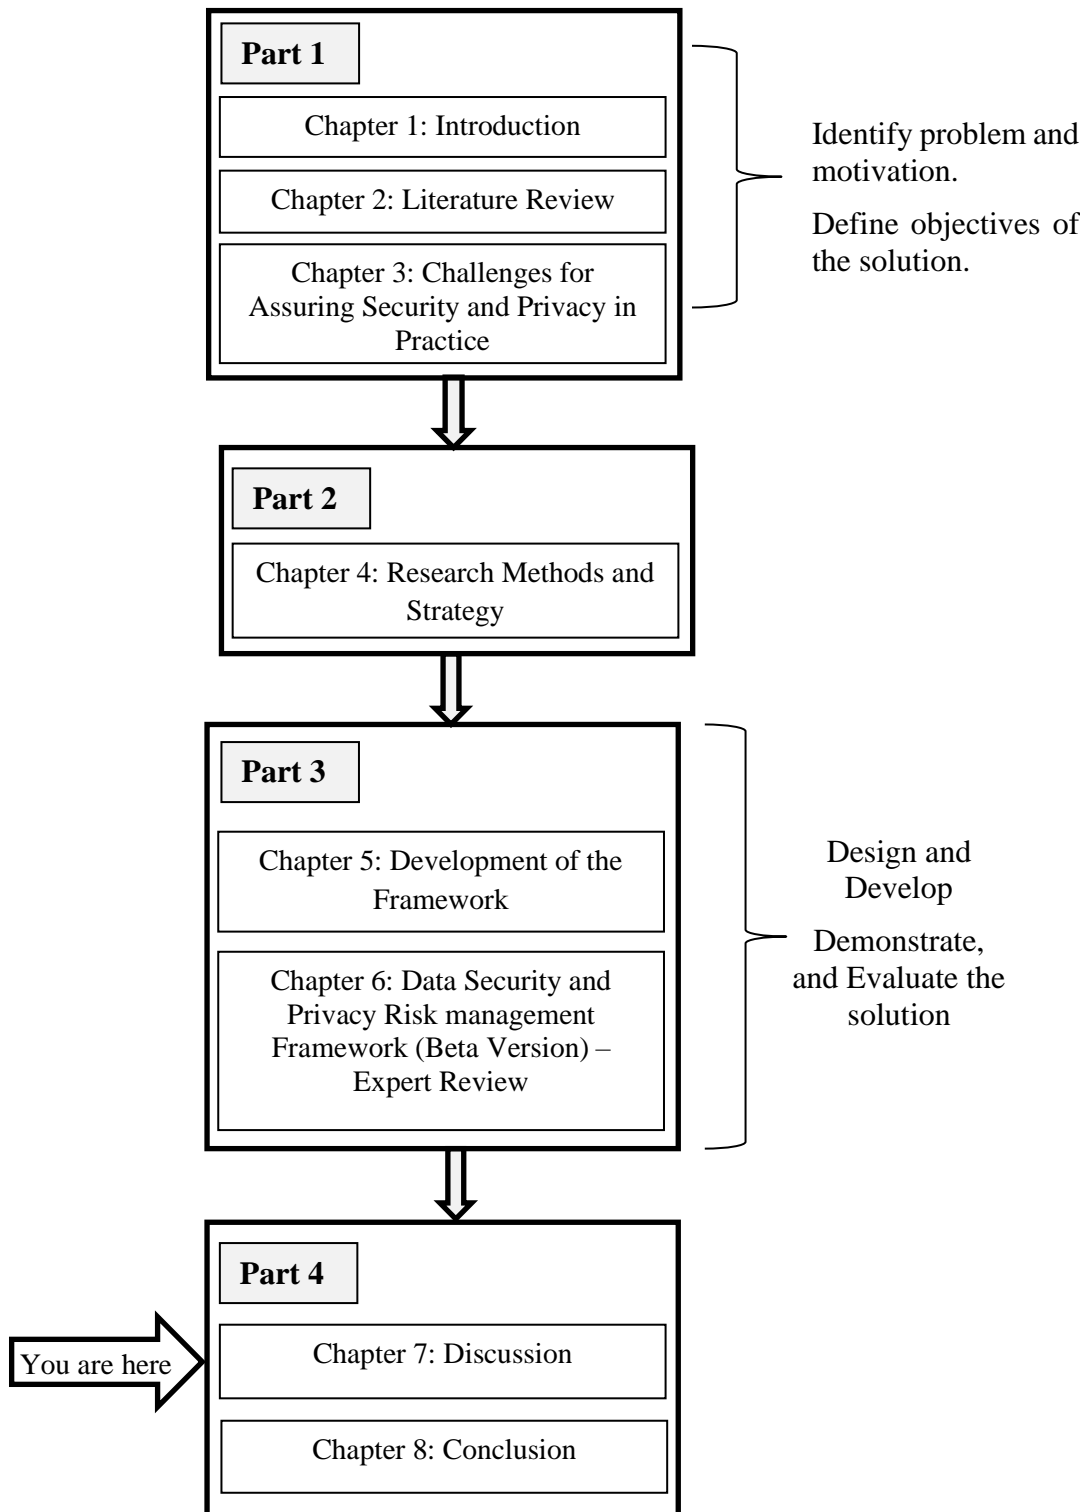 Part 1
Chapter 1: Introduction
Chapter 2: Literature Review
Chapter 3: Challenges for
Assuring Security and Privacy in
Practice
Identify problem and
motivation.
Define objectives of
the solution.
Part 2
Chapter 4: Research Methods and
Strategy
Part 3
Chapter 5: Development of the
Framework
Chapter 6: Data Security and
Privacy Risk management
Framework (Beta Version) –
Expert Review
Design and
Develop
Demonstrate,
and Evaluate the
solution
Part 4
You are here
Chapter 7: Discussion
Chapter 8: Conclusion